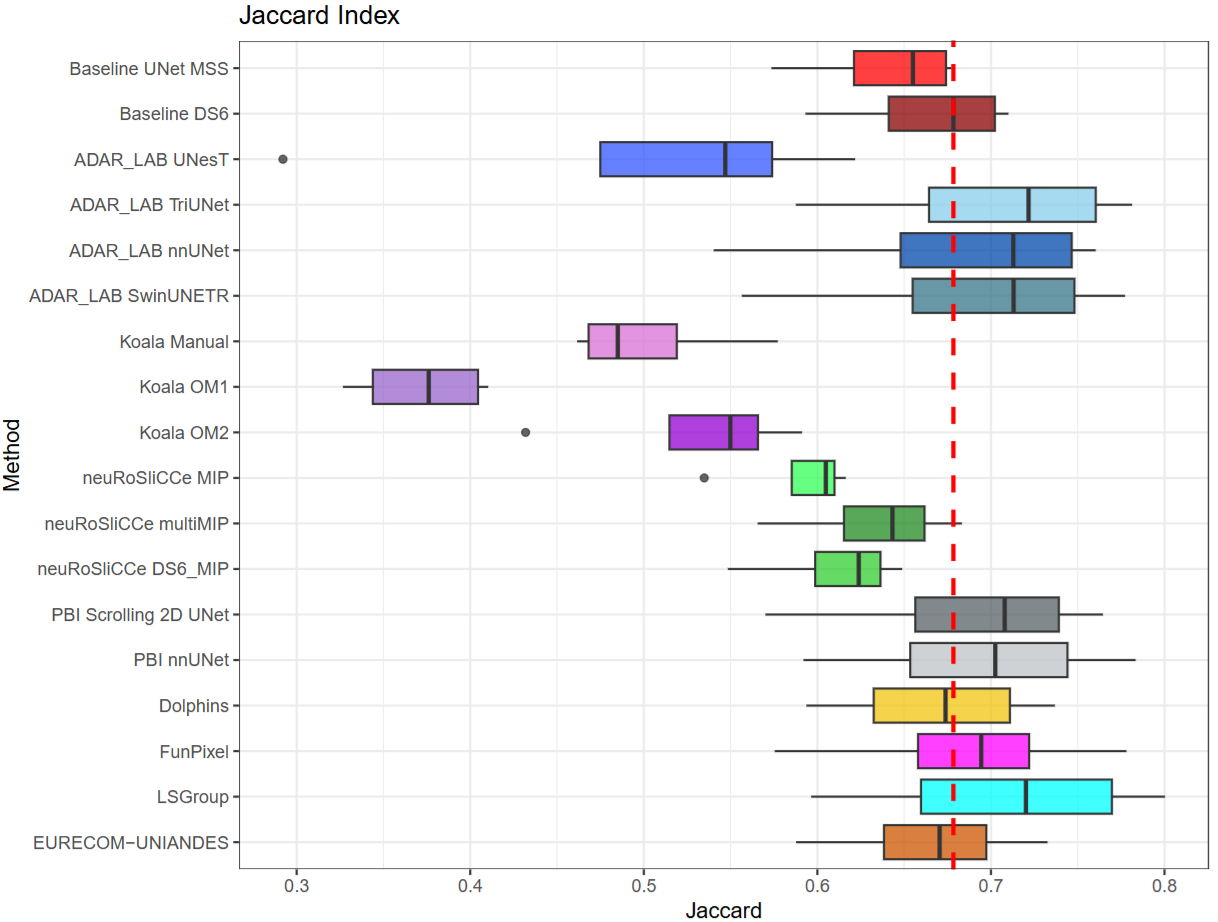 Jaccard Index
Baseline UNet MSS
Baseline DS6
ADAR_LAB UNesT
ADAR_LAB TriUNet
ADAR_LAB nnUNet
ADAR_LAB SwinUNETR
Koala Manual
Koala OM1
Koala OM2
neuRoSliCCe MIP
neuRoSliCCe multiMIP
neuRoSliCCe DS6_MIP
PBI Scrolling 2D UNet
PBI nnUNet
Dolphins
FunPixel
LSGroup
EURECOM−UNIANDES
Method
0.3 0.4 0.5 0.6 0.7 0.8
Jaccard